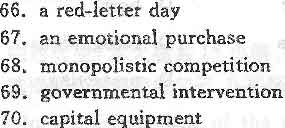 66. a red-letter day
67. an emotional purchase
68. monopolistic competition
69. governmental intervention
70. capital equipment